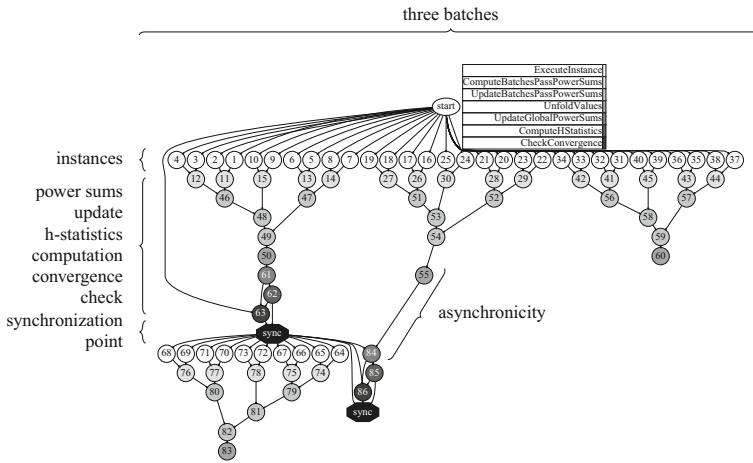 three batches
ExecuteInstance
ComputeBatchesPassPowerSums
UpdateBatchesPassPowerSums
start
UnfoldValues
UpdateGlobalPowerSums
ComputeHStatistics
CheckConvergence
instances
4 3 2 1 10 9 6 5 8 7 19 18 17 16 25 24 21 20 23 22 34 33 32 31 40 39 36 35 38 37
12 11 15 13 14 27 26 30 28 29 42 41 45 43 44
power sums
46 47 51 52 56 57
update
48 53 58
h-statistics
49 54 59
computation
50 60
convergence
61 55
check
62
63
asynchronicity
synchronization
sync
point
68 69 71 70 73 72 67 66 65 64 84
76 77 78 75 74 85
80 79 86
81 sync
82
83